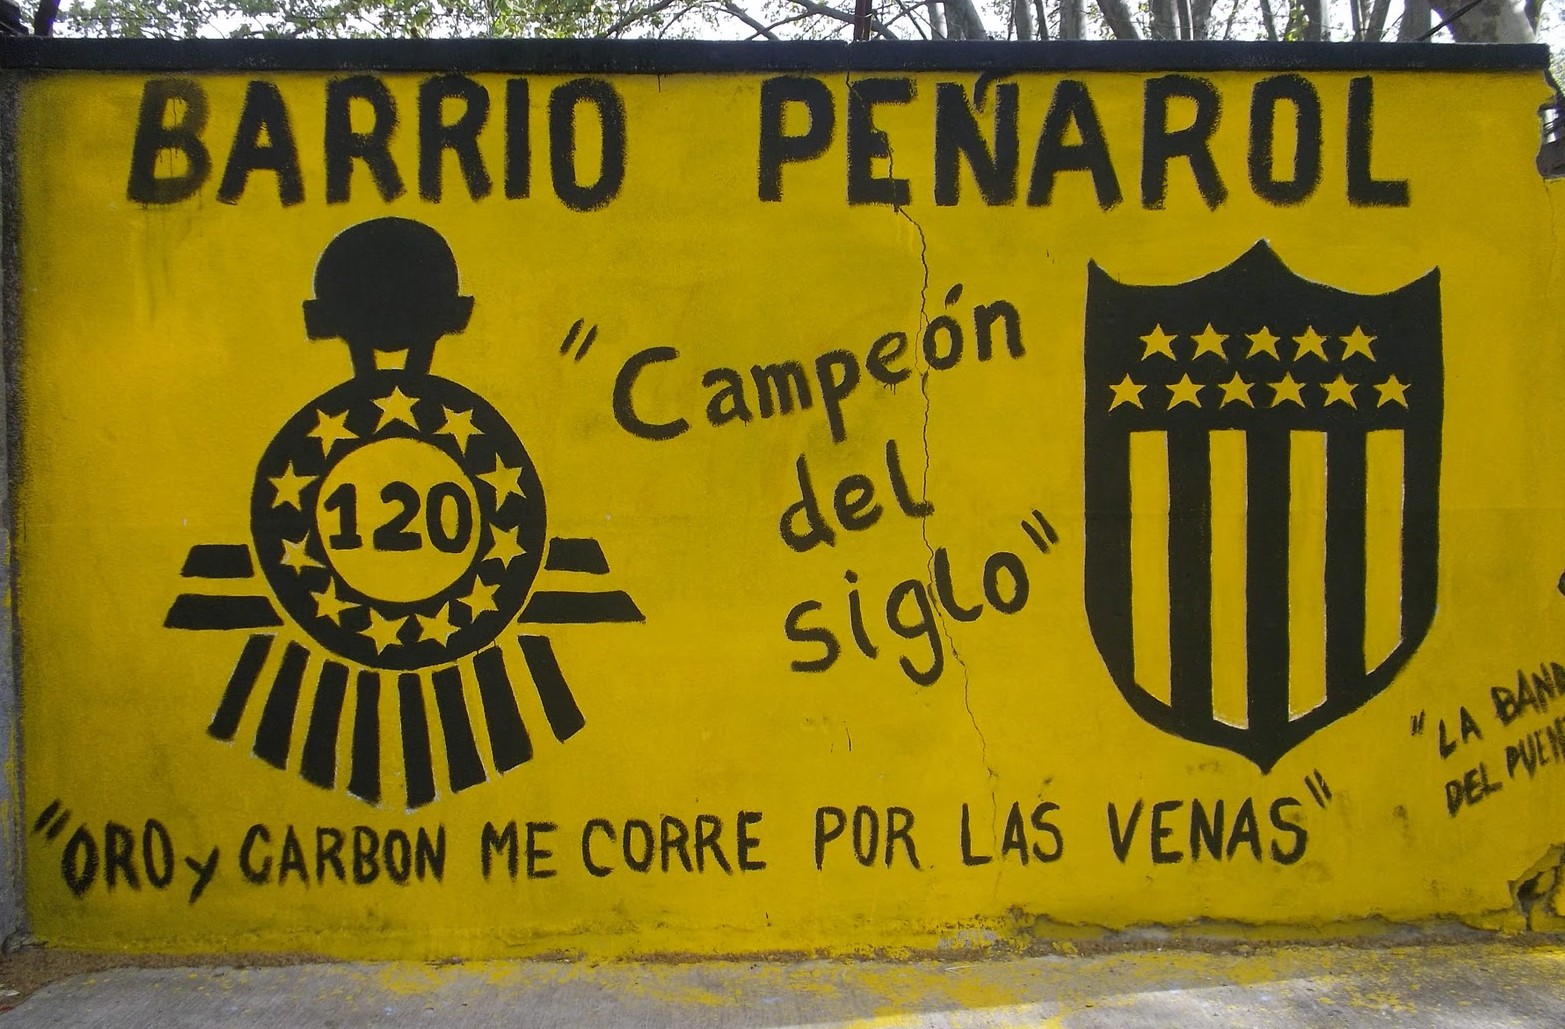 BARRIO PEÑAROL
120
"Campeón
del
siglo"
"ORO y CARBON ME CORRE POR LAS VENAS"
"LA
DEL